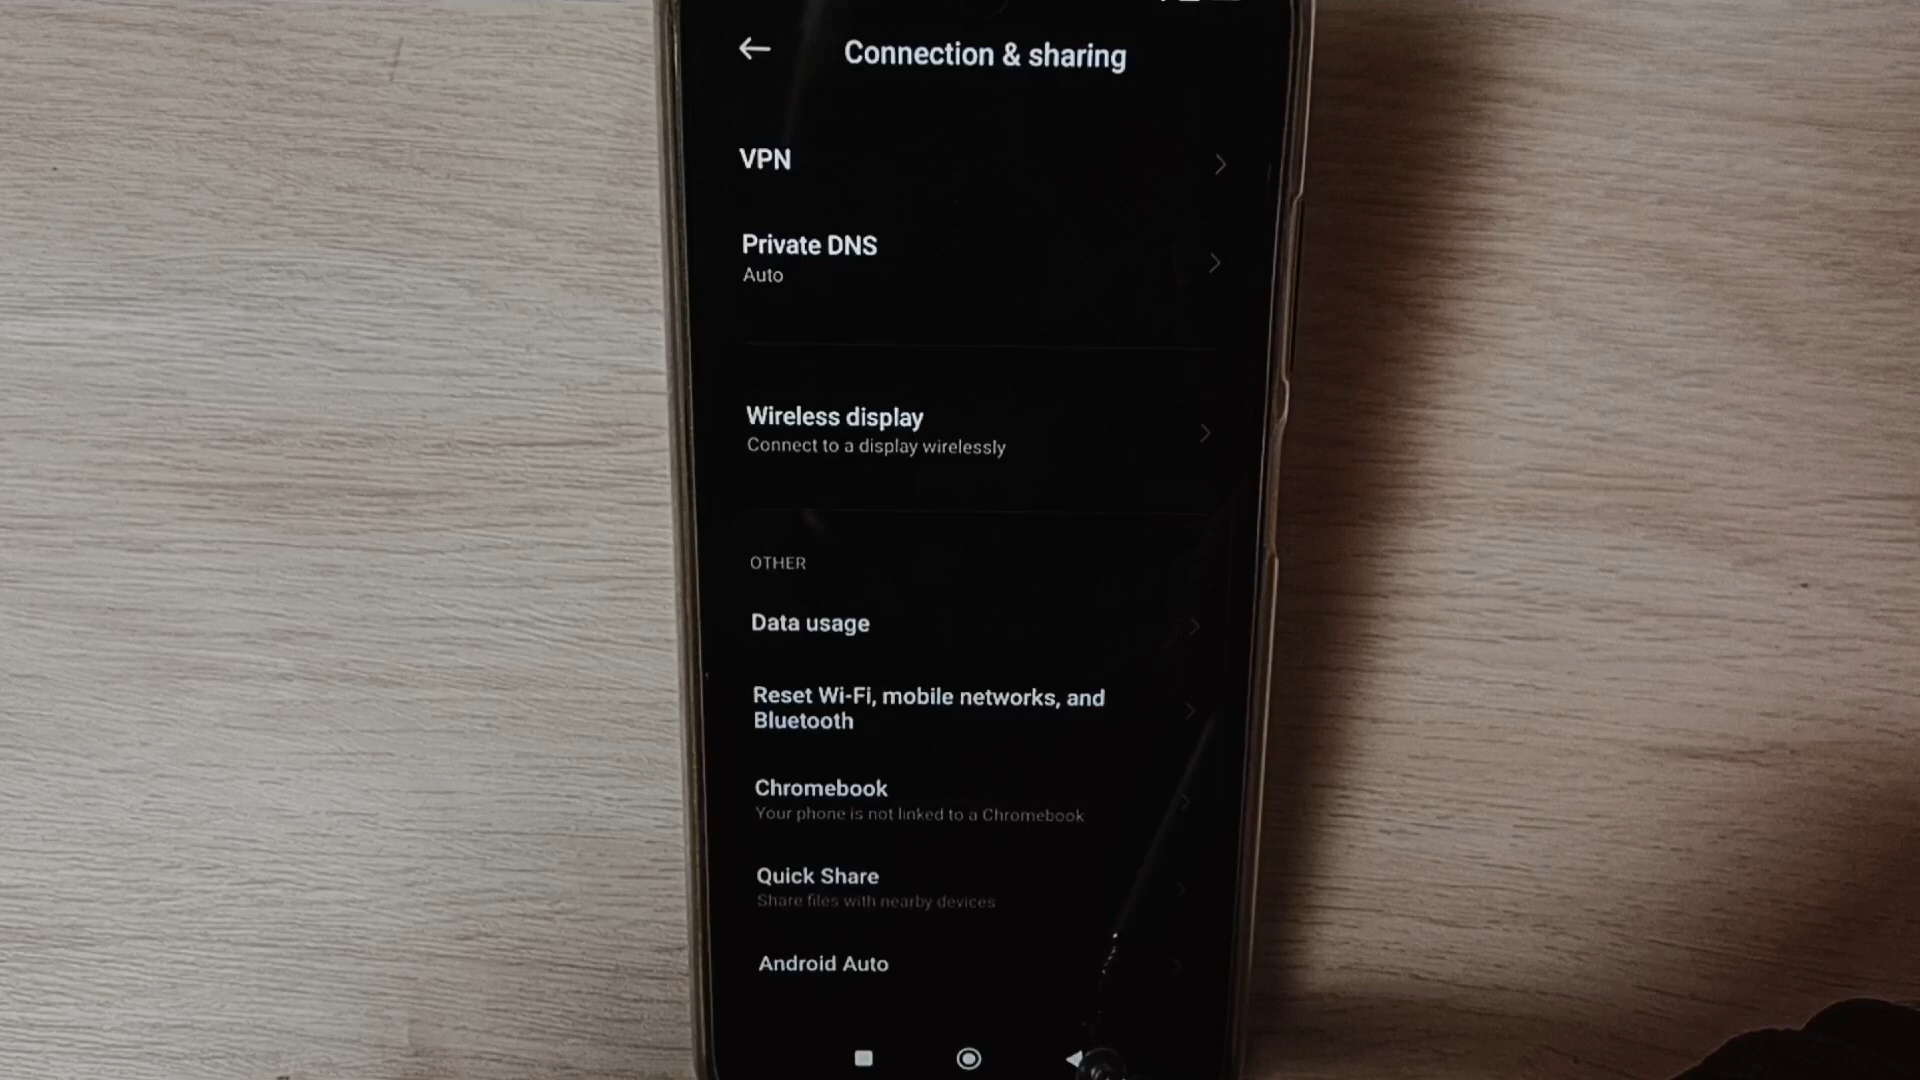 Connection & sharing
VPN
Private DNS
Auto
Wireless display
Connect to a display wirelessly
OTHER
Data usage
Reset Wi-Fi, mobile networks, and
Bluetooth
Chromebook
Your phone is not linked to a Chromebook
Quick Share
Share files with nearby devices
Android Auto